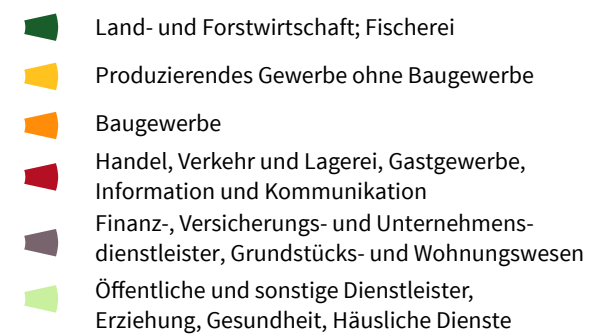 Land- und Forstwirtschaft; Fischerei
Produzierendes Gewerbe ohne Baugewerbe
Baugewerbe
Handel, Verkehr und Lagerei, Gastgewerbe,
Information und Kommunikation
Finanz-, Versicherungs- und Unternehmens-
dienstleister, Grundstücks- und Wohnungswesen
Öffentliche und sonstige Dienstleister,
Erziehung, Gesundheit, Häusliche Dienste